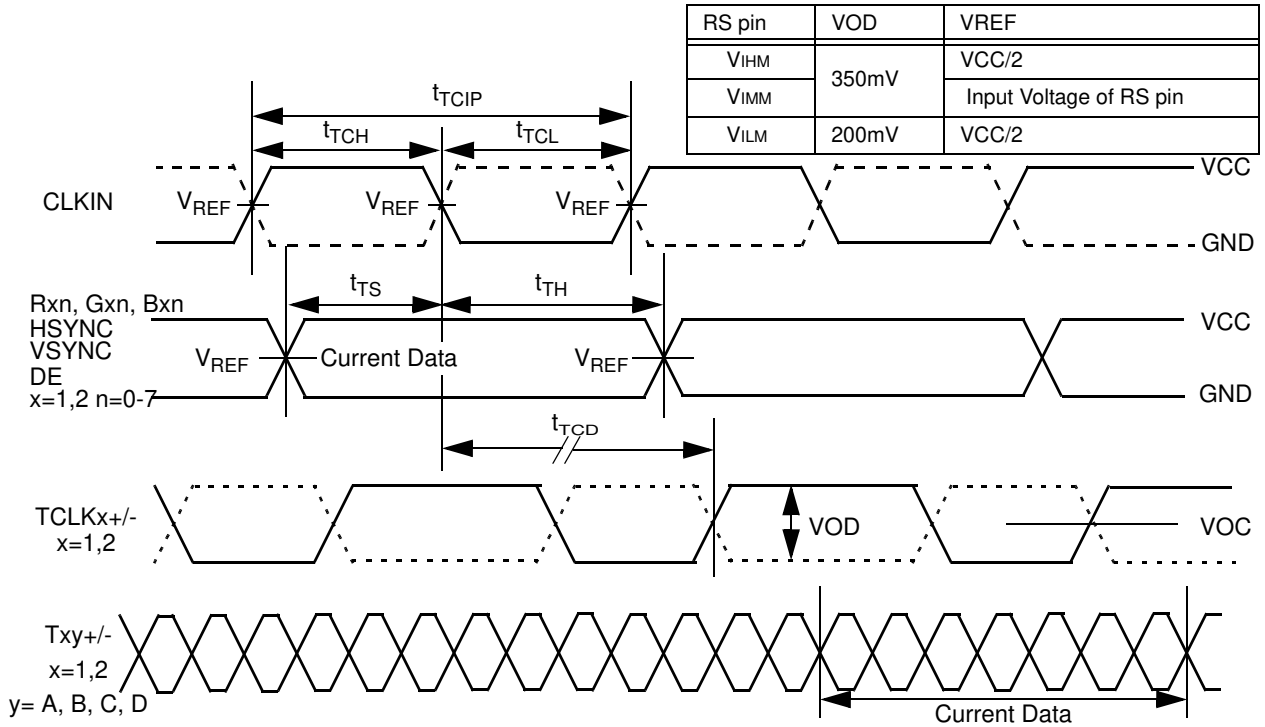 RS pin VOD VREF
VIHM 350mV VCC/2
VIMM Input Voltage of RS pin
VILM 200mV VCC/2
tTCIP
tTCH tTCL
VCC
CLKIN VREF VREF VREF
GND
tTS tTH
Rxn, Gxn, Bxn
HSYNC
VSYNC
DE
x=1,2 n=0-7
VCC
VREF Current Data VREF
GND
tTCD
TCLKx+/-
x=1,2
VOD VOC
Txy+/-
x=1,2
y= A, B, C, D
Current Data